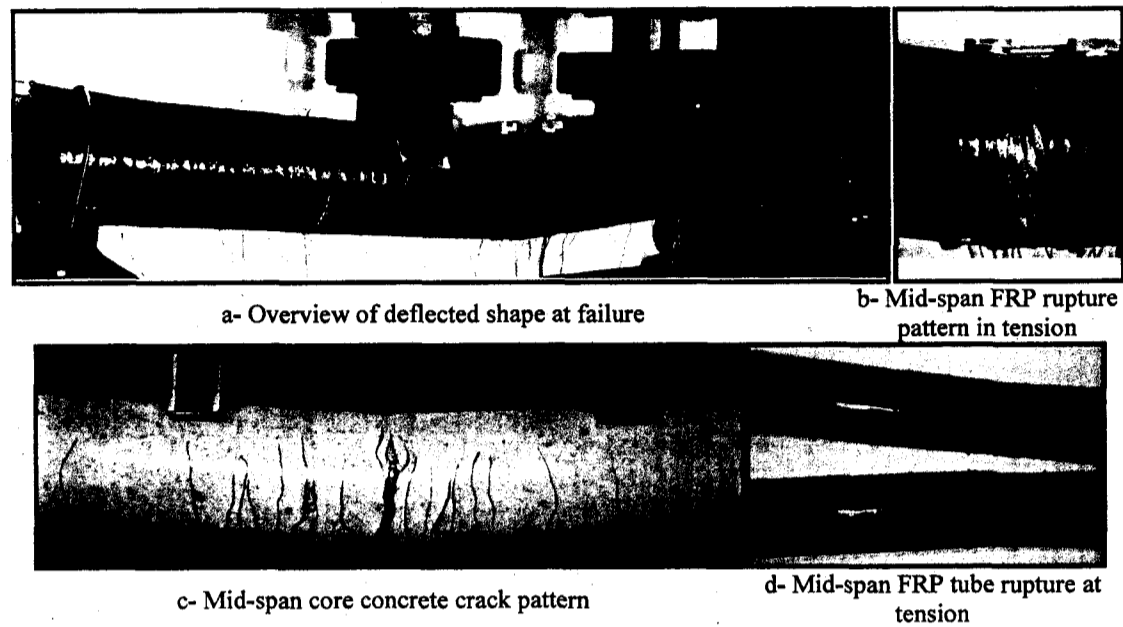 a- Overview of deflected shape at failure
b- Mid-span FRP rupture
pattern in tension
c- Mid-span core concrete crack pattern
d- Mid-span FRP tube rupture at
tension